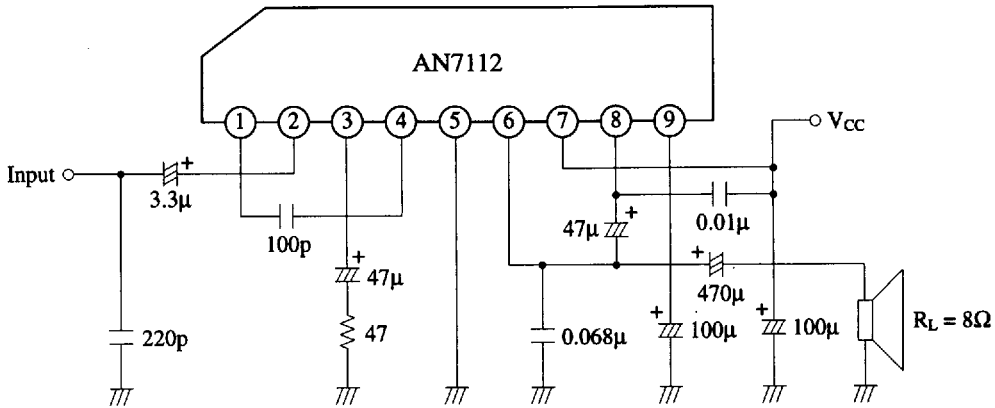 AN7112
1 2 3 4 5 6 7 8 9
V_CC
Input
+
3.3μ
100p
+
47μ
47
220p
47μ
+
0.01μ
+
470μ
0.068μ
+
100μ
+
100μ
R_L = 8Ω